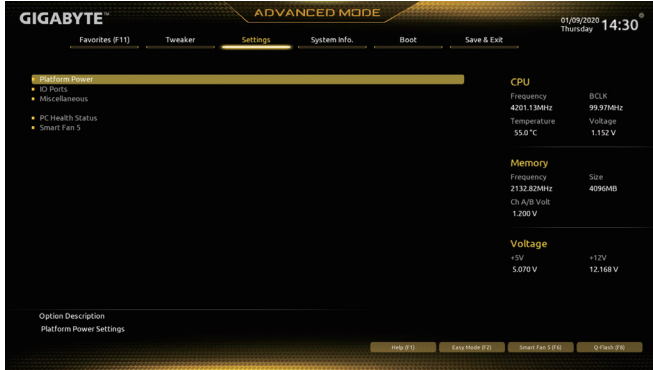 GIGABYTE™
ADVANCED MODE
01/09/2020
Thursday
14:30
Favorites (F11) Tweaker Settings System Info. Boot Save & Exit
Platform Power
IO Ports
Miscellaneous
PC Health Status
Smart Fan 5
CPU
Frequency BCLK
4201.13MHz 99.97MHz
Temperature Voltage
55.0 °C 1.152 V
Memory
Frequency Size
2132.82MHz 4096MB
Ch A/B Volt
1.200 V
Voltage
+5V +12V
5.070 V 12.168 V
Option Description
Platform Power Settings
Help (F1) Easy Mode (F2) Smart Fan 5 (F6) Q-Flash (F8)